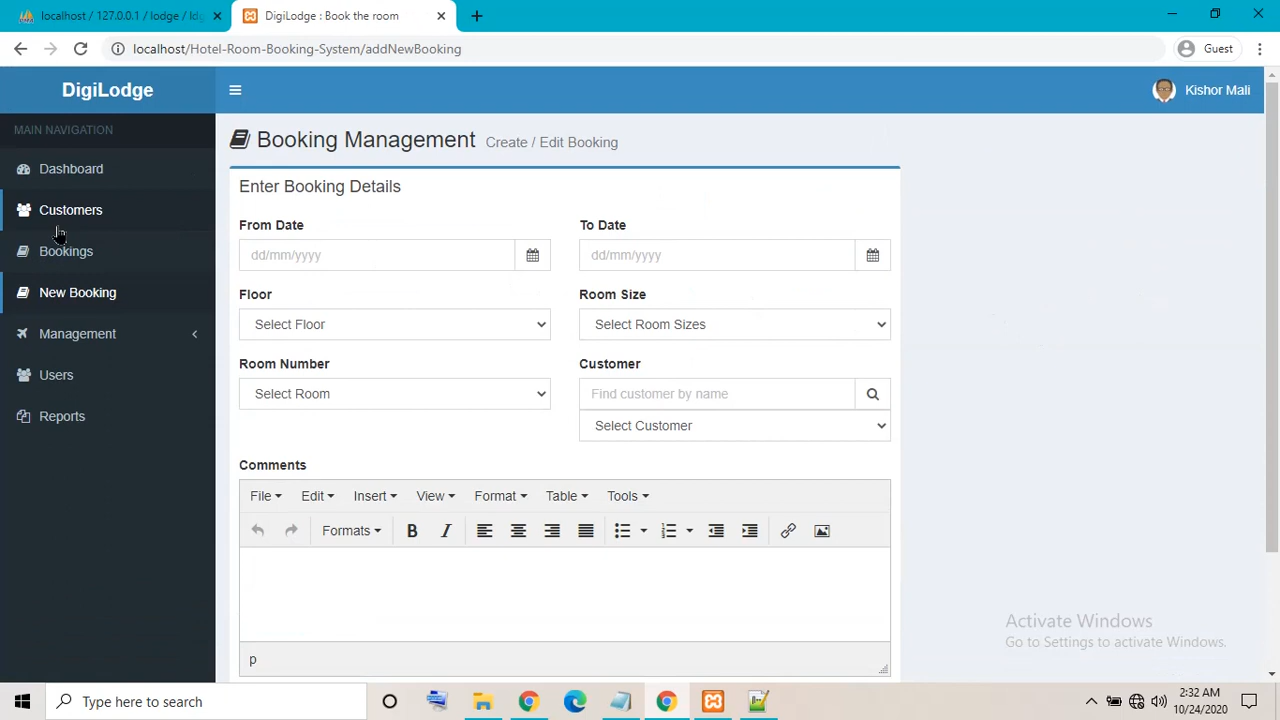 localhost / 127.0.0.1 / lodge / ldg
DigiLodge : Book the room
localhost/Hotel-Room-Booking-System/addNewBooking
Guest
DigiLodge
Kishor Mali
MAIN NAVIGATION
Dashboard
Customers
Bookings
New Booking
Management
Users
Reports
Booking Management Create / Edit Booking
Enter Booking Details
From Date
To Date
dd/mm/yyyy
dd/mm/yyyy
Floor
Room Size
Select Floor
Select Room Sizes
Room Number
Customer
Select Room
Find customer by name
Select Customer
Comments
File Edit Insert View Format Table Tools
Formats B I
p
Activate Windows
Go to Settings to activate Windows.
Type here to search
2:32 AM
10/24/2020